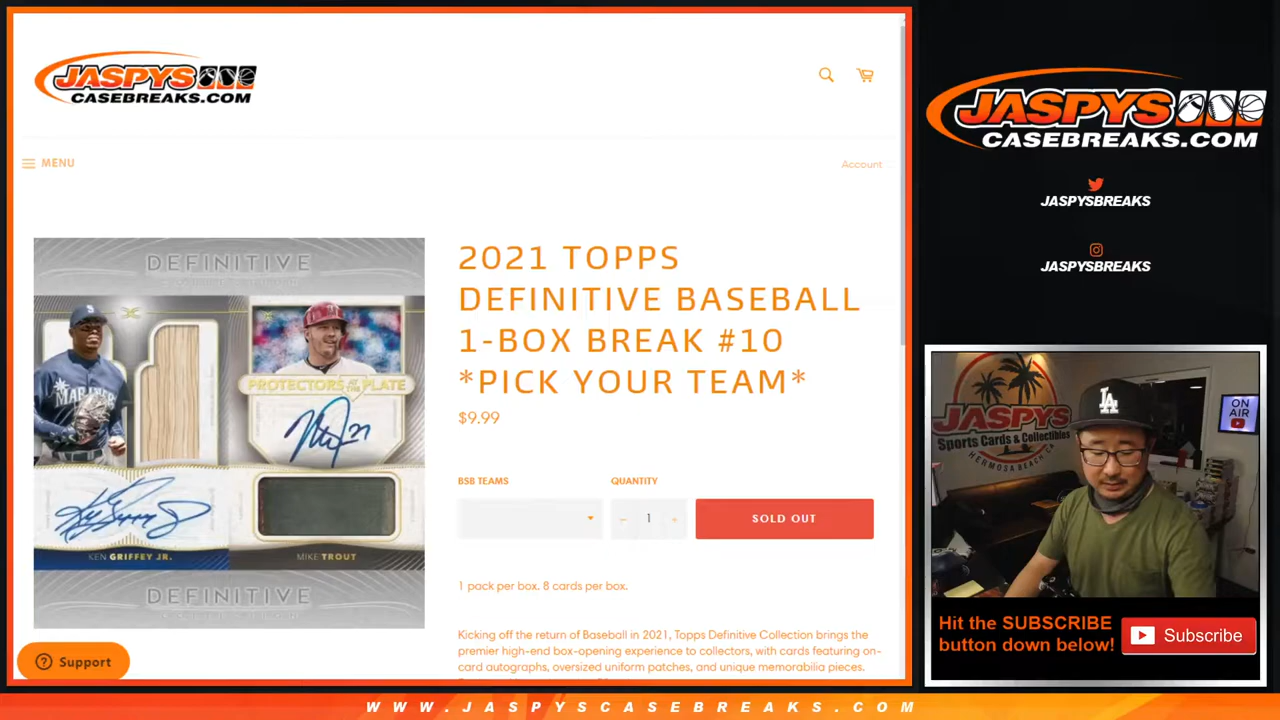 JASPYS
CASEBREAKS.COM
MENU
Account
DEFINITIVE
PROTECTORS OF THE PLATE
KEN GRIFFEY JR.
MIKE TROUT
DEFINITIVE
2021 TOPPS
DEFINITIVE BASEBALL
1-BOX BREAK #10
*PICK YOUR TEAM*
$9.99
BSB TEAMS
QUANTITY
1
SOLD OUT
1 pack per box. 8 cards per box.
Kicking off the return of Baseball in 2021, Topps Definitive Collection brings the
premier high-end box-opening experience to collectors, with cards featuring on-
card autographs, oversized uniform patches, and unique memorabilia pieces.
Support
JASPYS
CASEBREAKS.COM
JASPYSBREAKS
JASPYSBREAKS
JASPYS
Sports Cards & Collectibles
HERMOSA BEACH
LA
ON
AIR
Hit the SUBSCRIBE
button down below!
Subscribe
WWW.JASPYSCASEBREAKS.COM